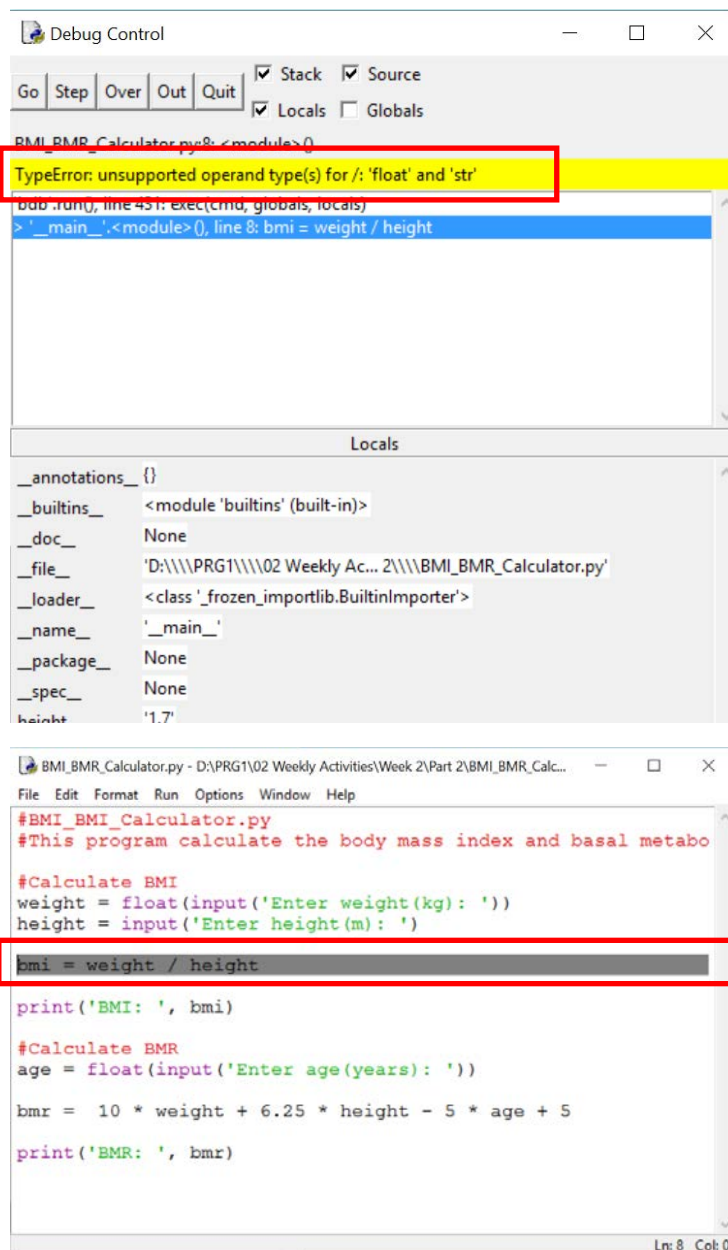 Debug Control
Go Step Over Out Quit Stack Source
Locals Globals
BMI_BMR_Calculator.py:8: <module>()
TypeError: unsupported operand type(s) for /: 'float' and 'str'
'bdb'.run(), line 431: exec(cmd, globals, locals)
> '__main__'.<module>(), line 8: bmi = weight / height
Locals
__annotations__ {}
__builtins__ <module 'builtins' (built-in)>
__doc__ None
__file__ 'D:\\\\PRG1\\\\02 Weekly Ac... 2\\\\BMI_BMR_Calculator.py'
__loader__ <class '_frozen_importlib.BuiltinImporter'>
__name__ '__main__'
__package__ None
__spec__ None
height '1.7'
BMI_BMR_Calculator.py - D:\PRG1\02 Weekly Activities\Week 2\Part 2\BMI_BMR_Calc...
File Edit Format Run Options Window Help
#BMI_BMI_Calculator.py
#This program calculate the body mass index and basal metabo
#Calculate BMI
weight = float(input('Enter weight(kg): '))
height = input('Enter height(m): ')
bmi = weight / height
print('BMI: ', bmi)
#Calculate BMR
age = float(input('Enter age(years): '))
bmr =  10 * weight + 6.25 * height - 5 * age + 5
print('BMR: ', bmr)
Ln: 8 Col: 0